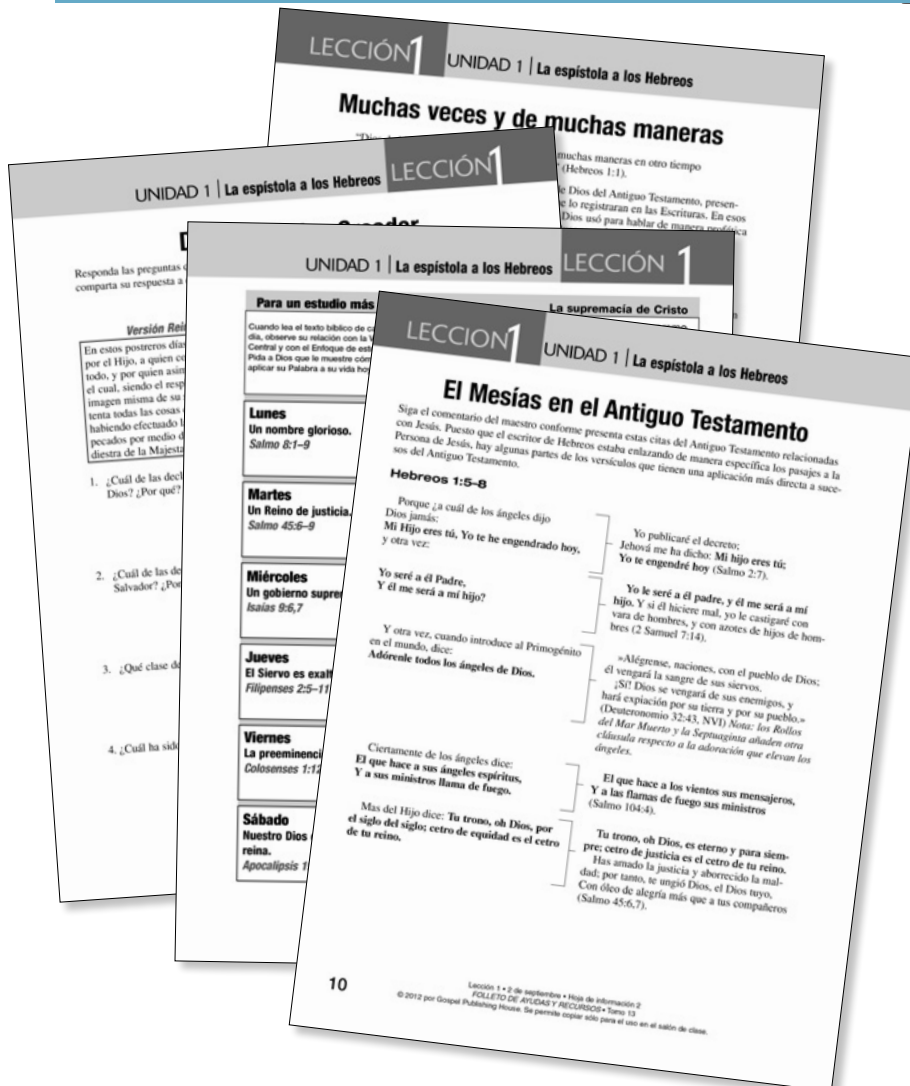 LECCIÓN 1
UNIDAD 1 | La espístola a los Hebreos
Muchas veces y de muchas maneras
muchas maneras en otro tiempo
(Hebreos 1:1).
Dios del Antiguo Testamento, presen-
lo registraran en las Escrituras. En esos
Dios usó para hablar de manera profética
UNIDAD 1 | La espístola a los Hebreos
LECCIÓN 1
Responda las preguntas
comparta su respuesta a
En estos postreros días
por el Hijo, a quien
todo, y por quien
el cual, siendo el
imagen misma de su
todas las cosas
habiendo efectuado
pecados por medio
diestra de la
1. ¿Cuál de las
Dios? ¿Por qué?
2. ¿Cuál de las
Salvador?
3. ¿Qué clase
4. ¿Cuál ha sido
UNIDAD 1 | La espístola a los Hebreos
LECCIÓN 1
Para un estudio más
La supremacía de Cristo
Cuando lea el texto bíblico de
día, observe su relación con la
Central y con el Enfoque de
Pida a Dios que le muestre
aplicar su Palabra a su vida
Lunes
Un nombre glorioso.
Salmo 8:1–9
Martes
Un Reino de justicia.
Salmo 45:6–9
Miércoles
Un gobierno
Isaías 9:6,7
Jueves
El Siervo es
Filipenses 2:5–11
Viernes
La
Colosenses
Sábado
Nuestro Dios
reina.
Apocalipsis
LECCION 1
UNIDAD 1 | La espístola a los Hebreos
El Mesías en el Antiguo Testamento
Siga el comentario del maestro conforme presenta estas citas del Antiguo Testamento relacionadas
con Jesús. Puesto que el escritor de Hebreos estaba enlazando de manera específica los pasajes a la
Persona de Jesús, hay algunas partes de los versículos que tienen una aplicación más directa a suce-
sos del Antiguo Testamento.
Hebreos 1:5–8
Porque ¿a cuál de los ángeles dijo
Dios jamás:
Mi Hijo eres tú, Yo te he engendrado hoy,
y otra vez:
Yo publicaré el decreto;
Jehová me ha dicho: Mi hijo eres tú;
Yo te engendré hoy (Salmo 2:7).
Yo seré a él Padre,
Y él me será a mí hijo?
Yo le seré a él padre, y él me será a mí
hijo. Y si él hiciere mal, yo le castigaré con
vara de hombres, y con azotes de hijos de hom-
bres (2 Samuel 7:14).
Y otra vez, cuando introduce al Primogénito
en el mundo, dice:
Adórenle todos los ángeles de Dios.
»Alégrense, naciones, con el pueblo de Dios;
él vengará la sangre de sus siervos.
¡Sí! Dios se vengará de sus enemigos, y
hará expiación por su tierra y por su pueblo.»
(Deuteronomio 32:43, NVI) Nota: los Rollos
del Mar Muerto y la Septuaginta añaden otra
cláusula respecto a la adoración que elevan los
ángeles.
Ciertamente de los ángeles dice:
El que hace a sus ángeles espíritus,
Y a sus ministros llama de fuego.
El que hace a los vientos sus mensajeros,
Y a las flamas de fuego sus ministros
(Salmo 104:4).
Mas del Hijo dice: Tu trono, oh Dios, por
el siglo del siglo; cetro de equidad es el cetro
de tu reino.
Tu trono, oh Dios, es eterno y para siem-
pre; cetro de justicia es el cetro de tu reino.
Has amado la justicia y aborrecido la mal-
dad; por tanto, te ungió Dios, el Dios tuyo,
Con óleo de alegría más que a tus compañeros
(Salmo 45:6,7).
10
Lección 1 • 2 de septiembre • Hoja de información 2
FOLLETO DE AYUDAS Y RECURSOS • Tomo 13
© 2012 por Gospel Publishing House. Se permite copiar sólo para el uso en el salón de clase.